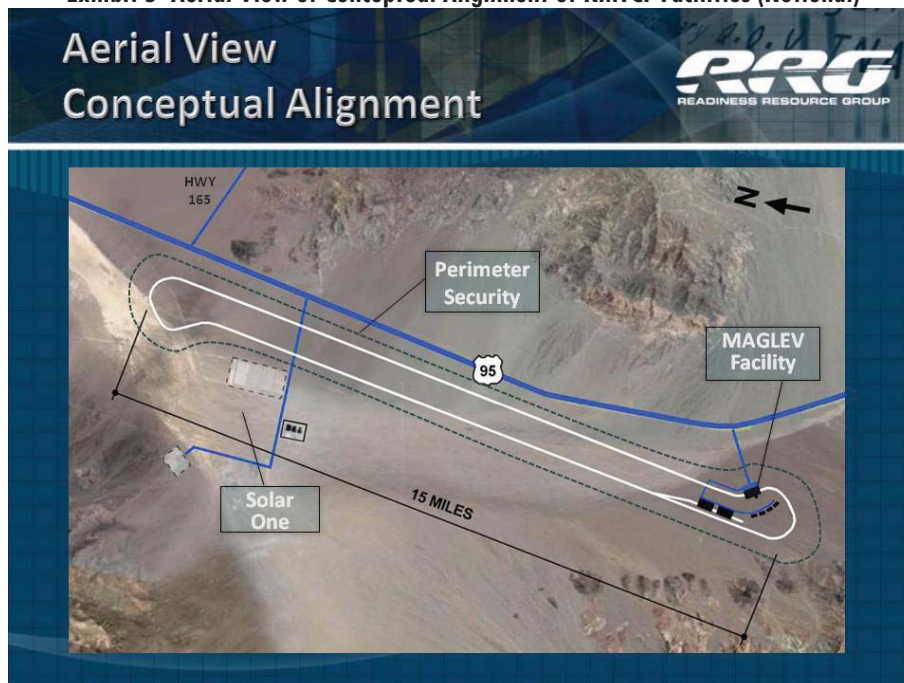 Aerial View
Conceptual Alignment
RRG
READINESS RESOURCE GROUP
HWY
165
N
Perimeter
Security
95
MAGLEV
Facility
Solar
One
15 MILES